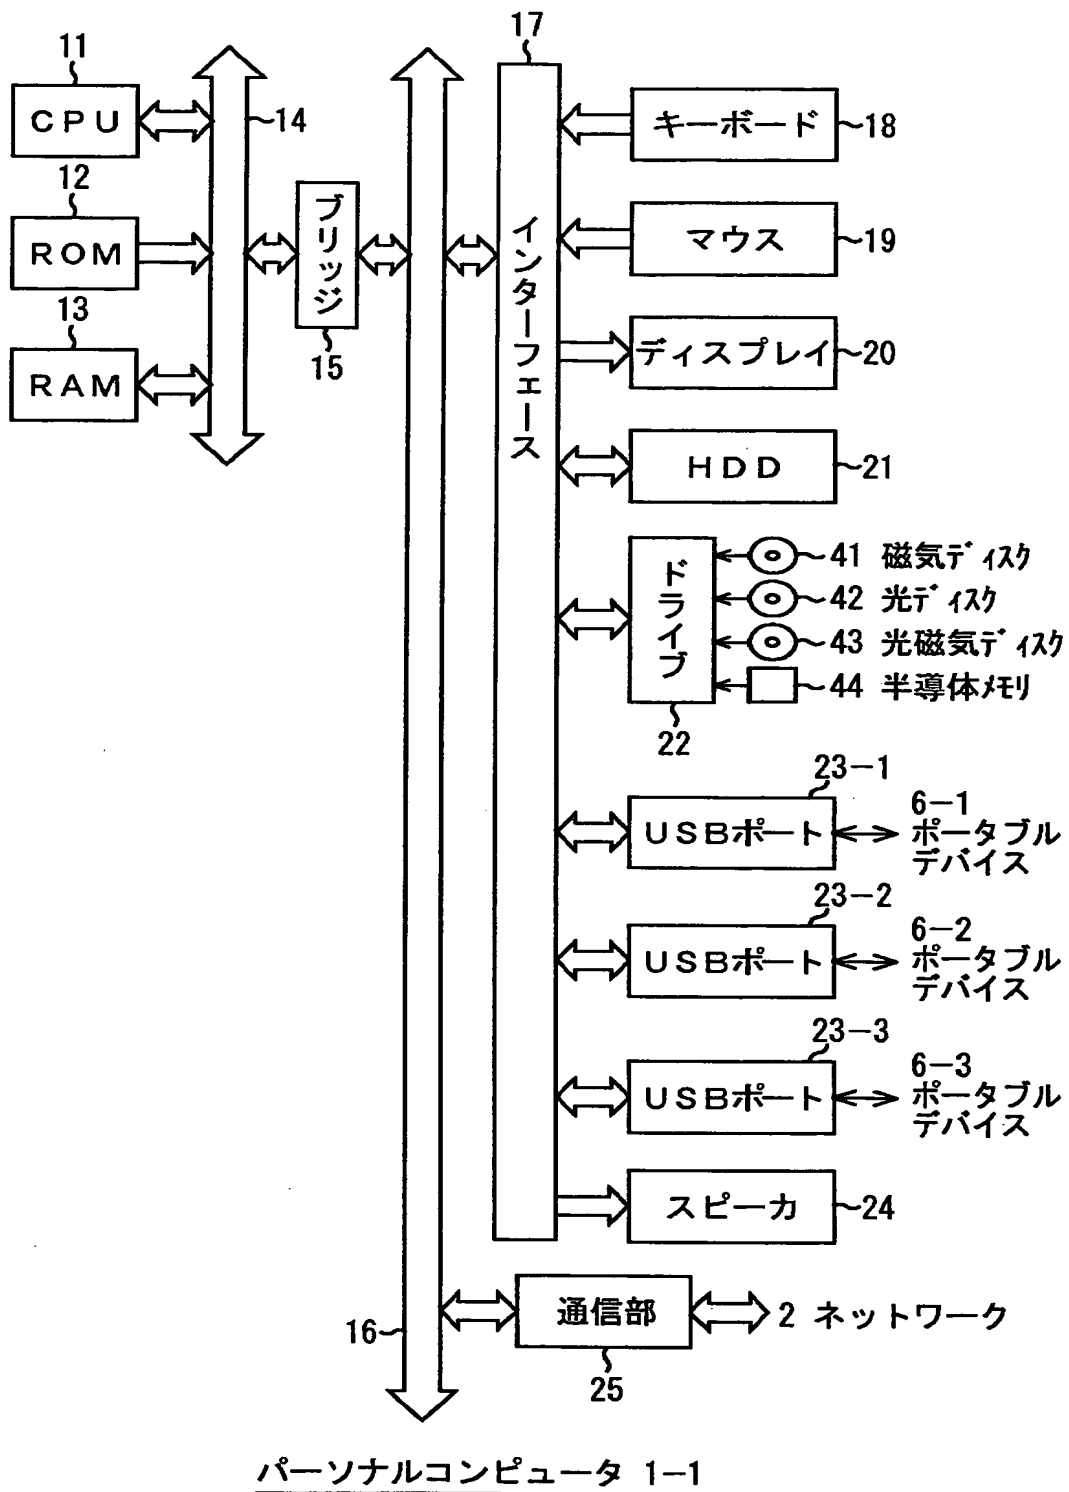 11
CPU
12
ROM
13
RAM
14
ブリッジ
15
16
17
インターフェース
キーボード
18
マウス
19
ディスプレイ
20
HDD
21
ドライブ
22
41 磁気ディスク
42 光ディスク
43 光磁気ディスク
44 半導体メモリ
23-1
USBポート
6-1
ポータブル
デバイス
23-2
USBポート
6-2
ポータブル
デバイス
23-3
USBポート
6-3
ポータブル
デバイス
スピーカ
24
通信部
25
2 ネットワーク
パーソナルコンピュータ 1-1